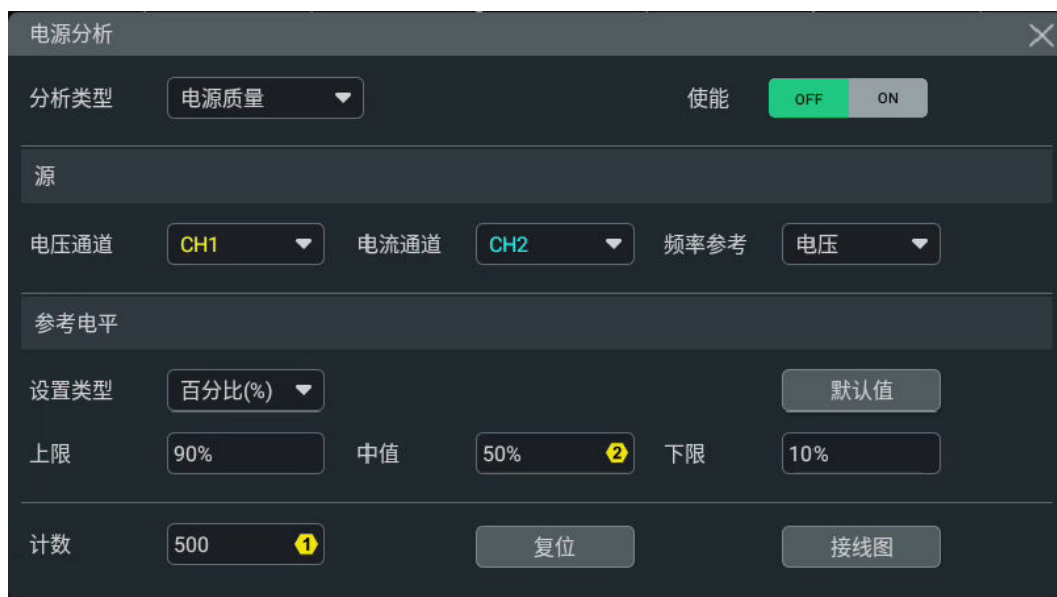 电源分析
分析类型 电源质量 使能 OFF ON
源
电压通道 CH1 电流通道 CH2 频率参考 电压
参考电平
设置类型 百分比(%) 默认值
上限 90% 中值 50% 2 下限 10%
计数 500 1 复位 接线图